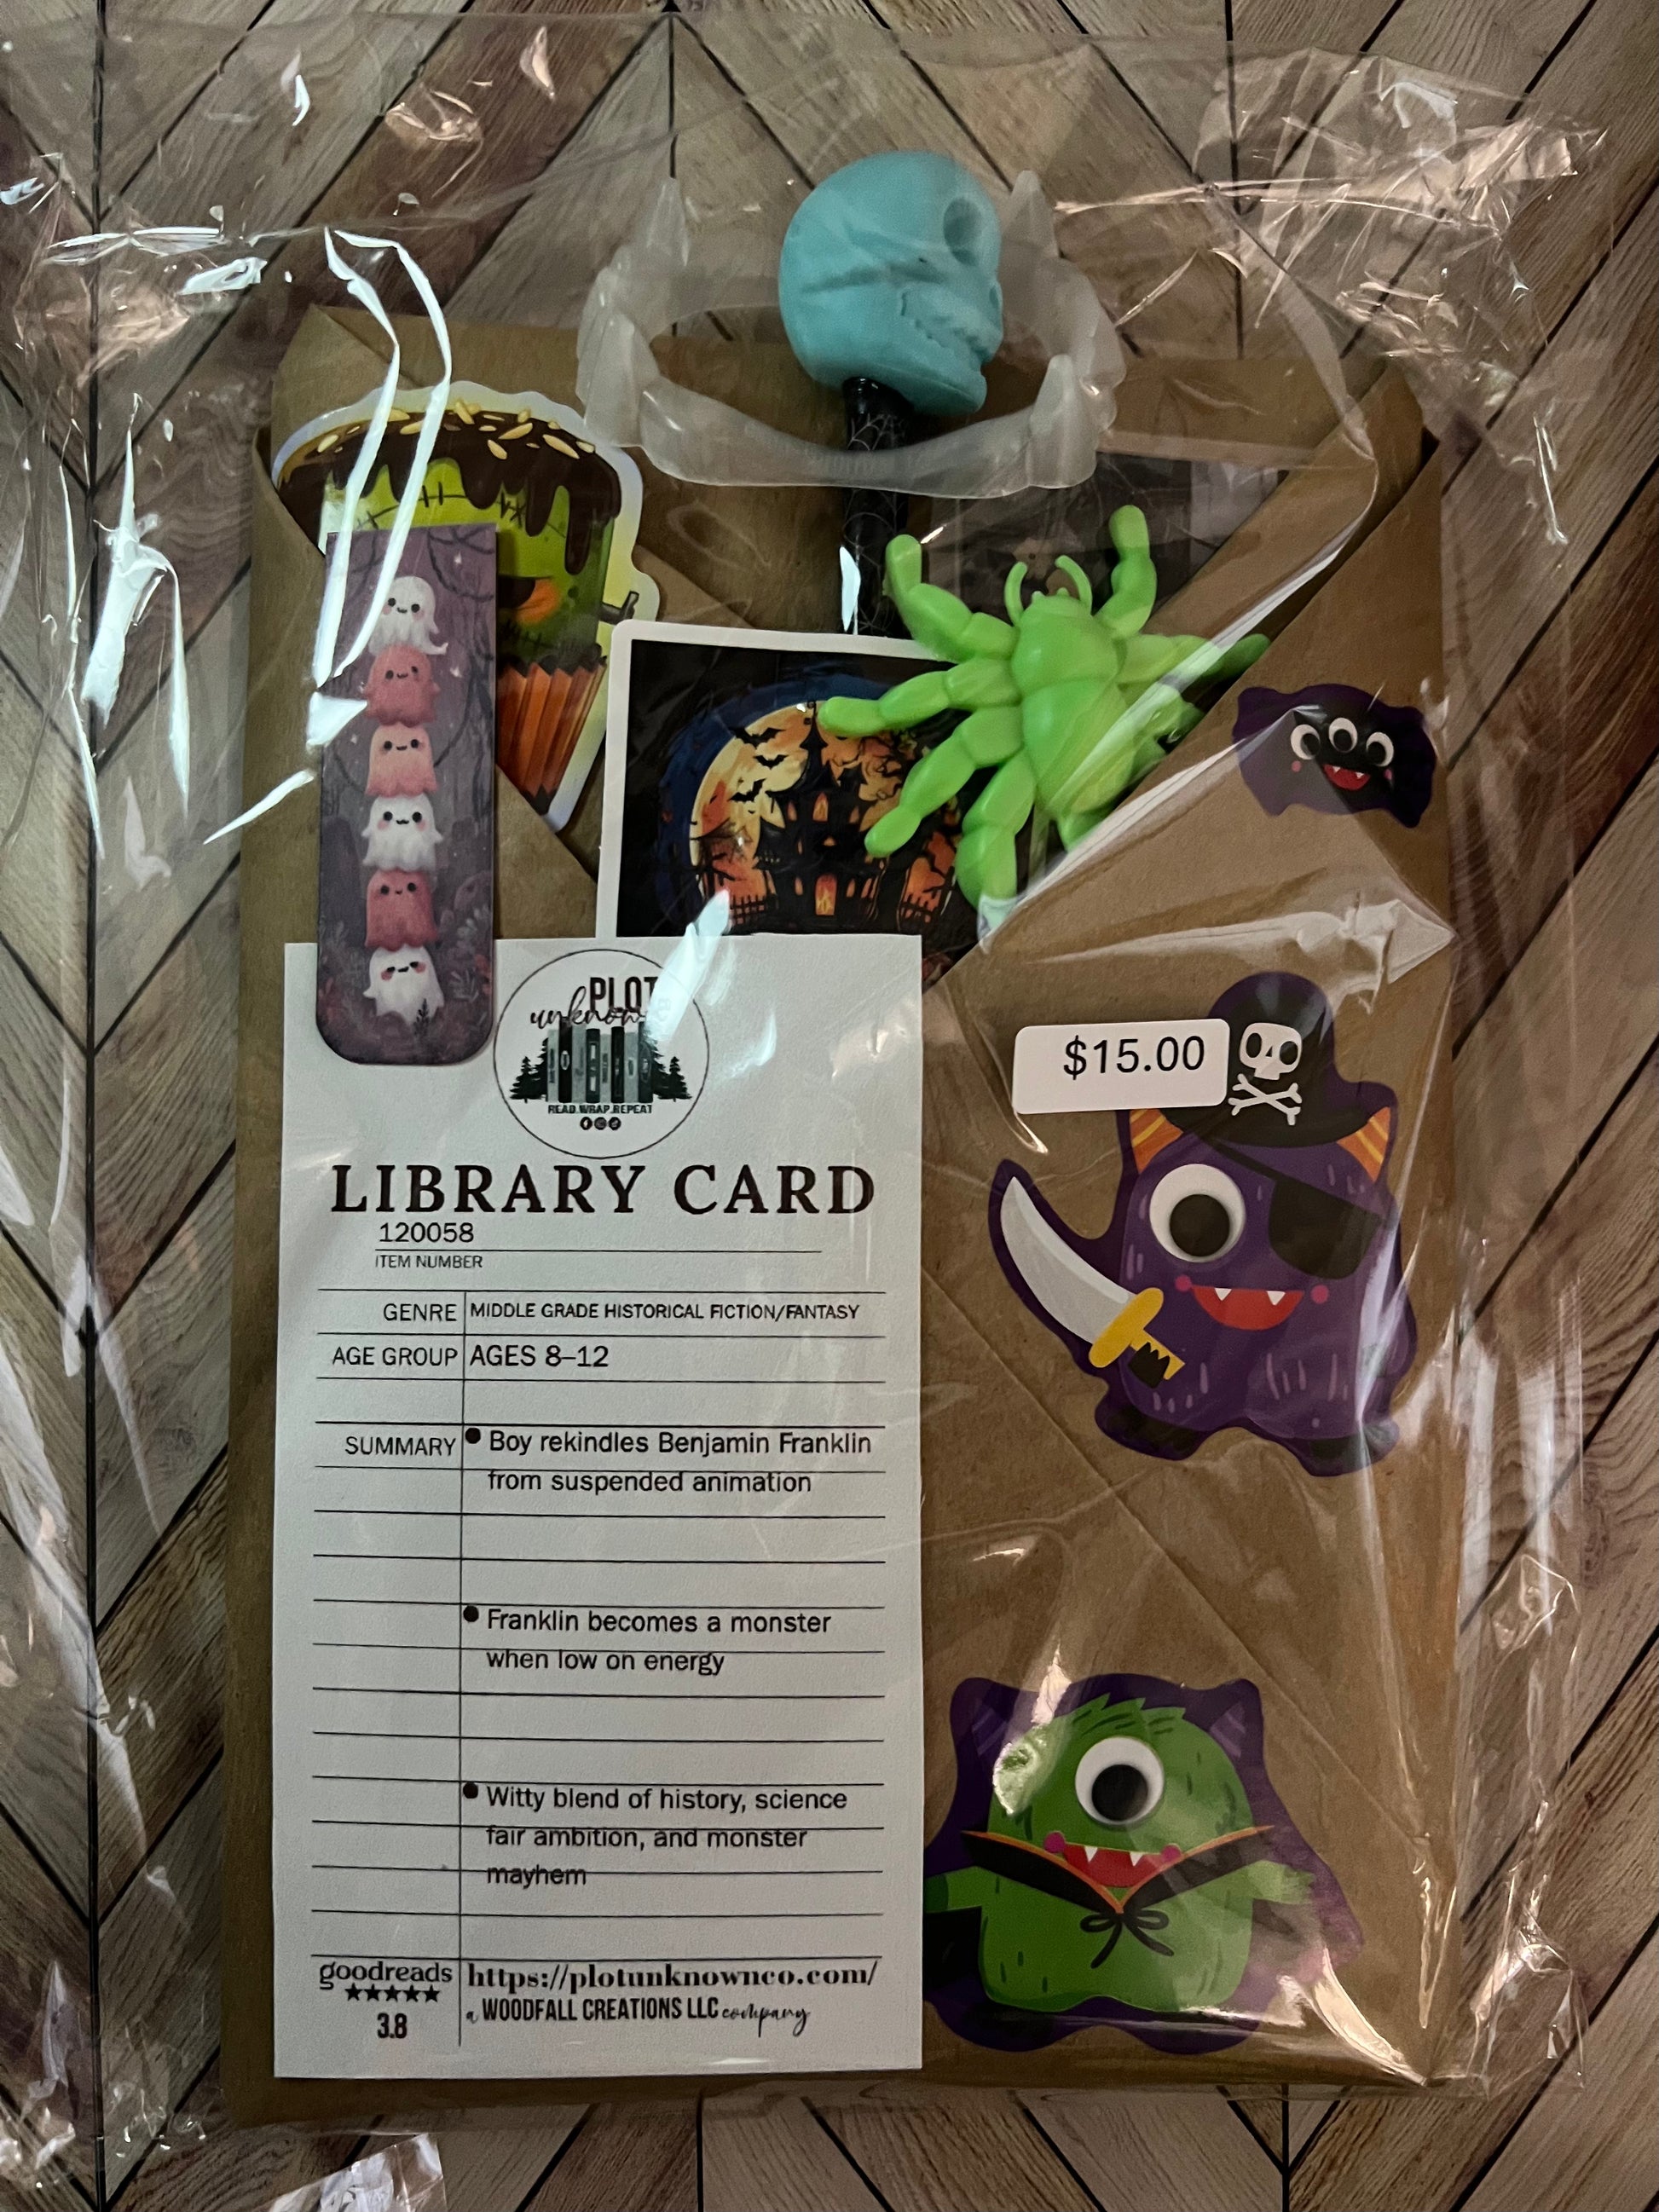 PLOT
unknown
READ.WRAP.REPEAT
$15.00
LIBRARY CARD
120058
ITEM NUMBER
GENRE MIDDLE GRADE HISTORICAL FICTION/FANTASY
AGE GROUP AGES 8–12
SUMMARY • Boy rekindles Benjamin Franklin
from suspended animation
• Franklin becomes a monster
when low on energy
• Witty blend of history, science
fair ambition, and monster
mayhem
goodreads https://plotunknownco.com/
★★★★★ a WOODFALL CREATIONS LLC company
3.8